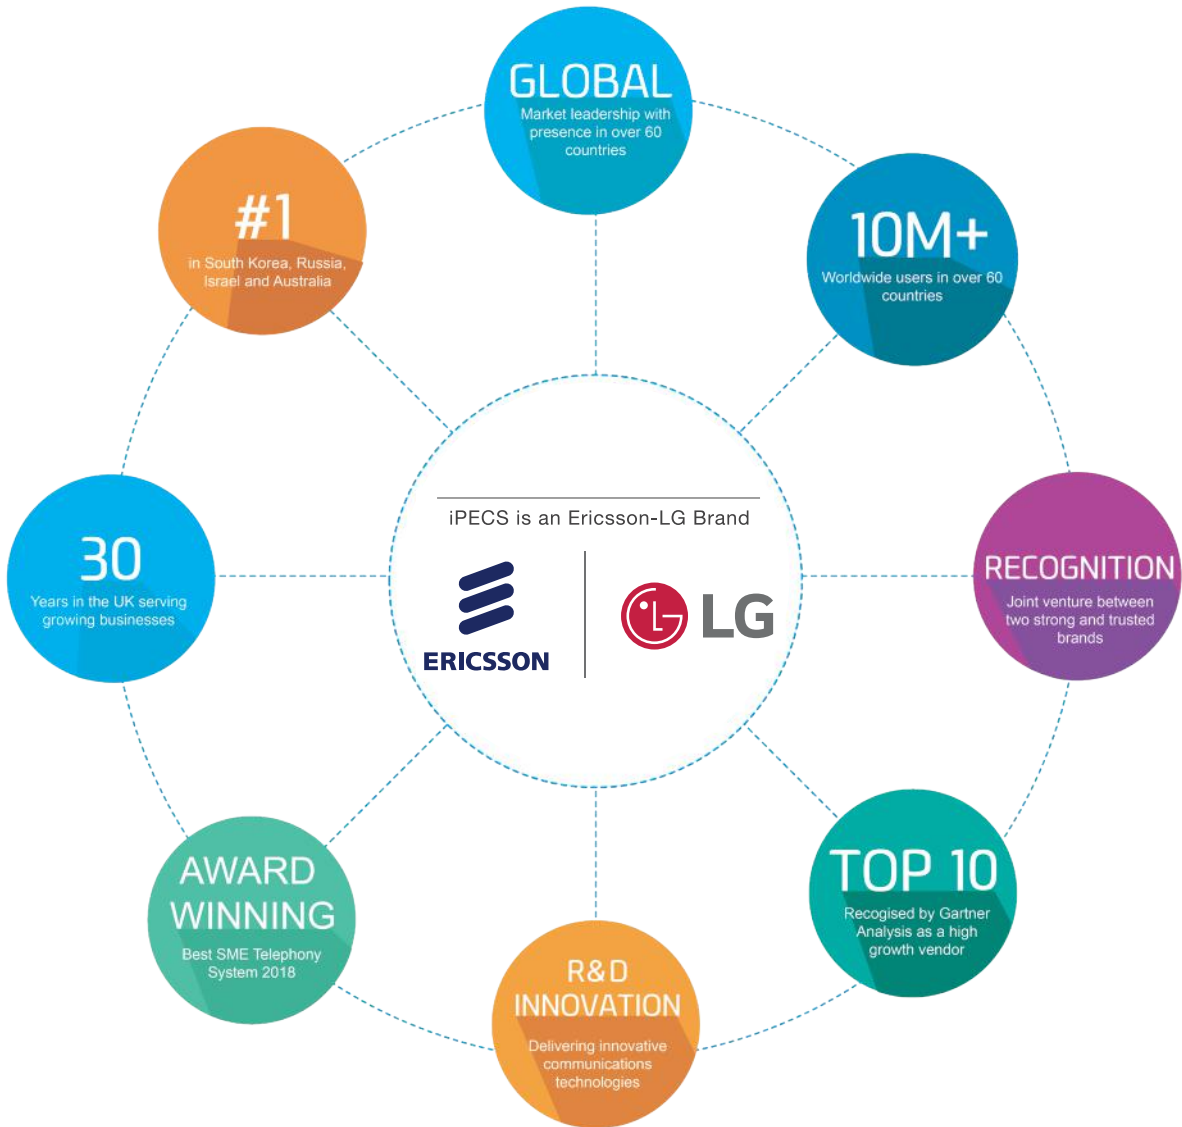 GLOBAL
Market leadership with
presence in over 60
countries
10M+
Worldwide users in over 60
countries
RECOGNITION
Joint venture between
two strong and trusted
brands
TOP 10
Recogised by Gartner
Analysis as a high
growth vendor
R&D
INNOVATION
Delivering innovative
communications
technologies
AWARD
WINNING
Best SME Telephony
System 2018
30
Years in the UK serving
growing businesses
#1
in South Korea, Russia,
Israel and Australia
iPECS is an Ericsson-LG Brand
ERICSSON
LG